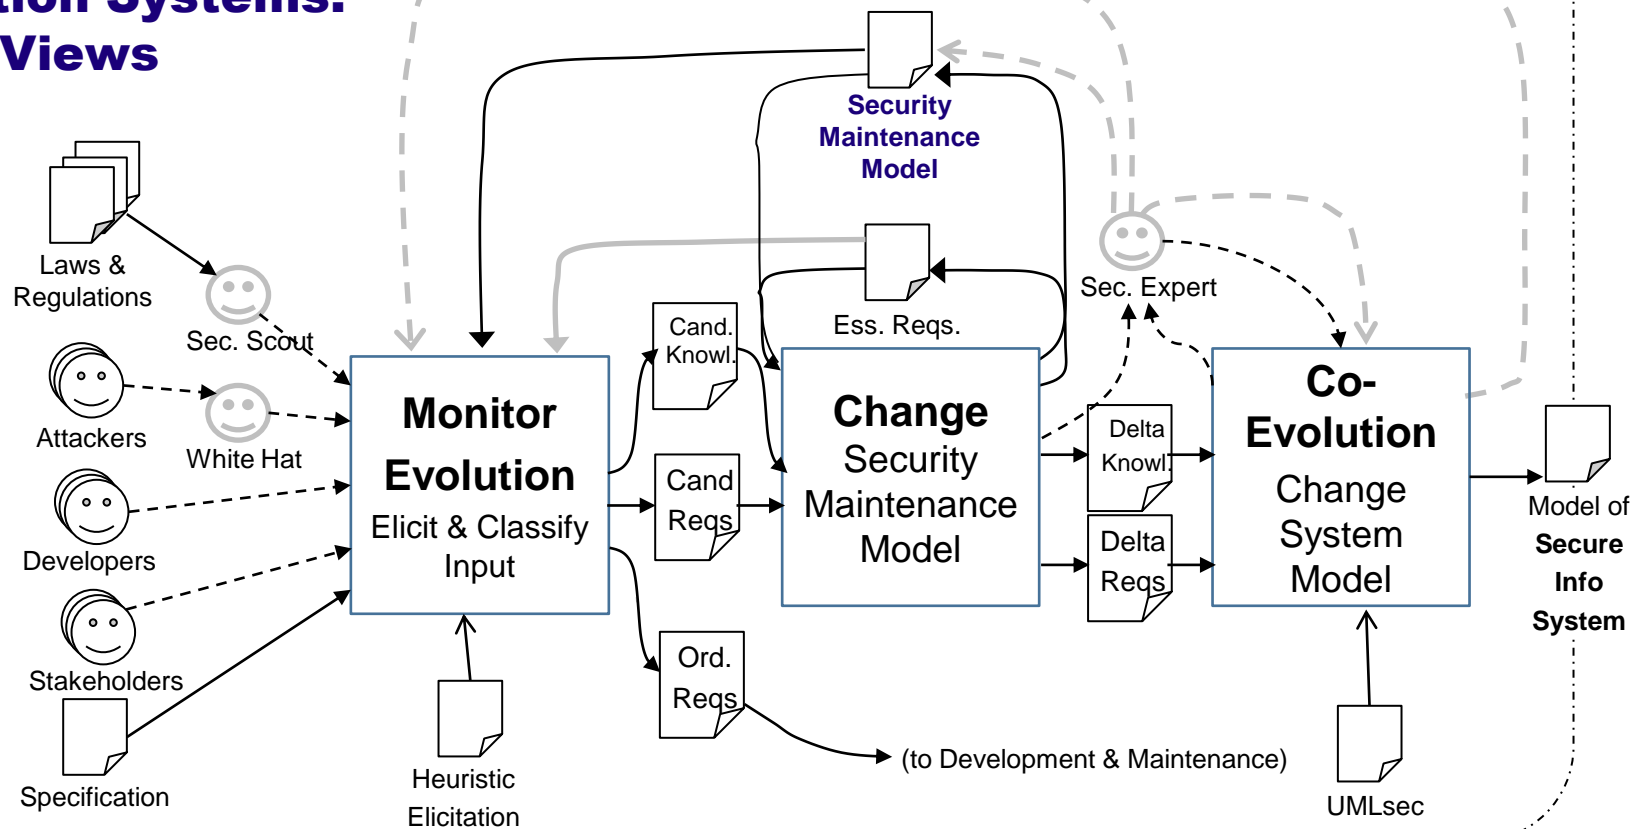 tion Systems:
Views
Security
Maintenance
Model
Laws &
Regulations
Sec. Scout
Attackers
White Hat
Developers
Stakeholders
Specification
Monitor
Evolution
Elicit & Classify
Input
Heuristic
Elicitation
Cand.
Knowl.
Cand
Reqs
Ord.
Reqs
(to Development & Maintenance)
Ess. Reqs.
Change
Security
Maintenance
Model
Sec. Expert
Delta
Knowl.
Delta
Reqs
Co-
Evolution
Change
System
Model
UMLsec
Model of
Secure
Info
System